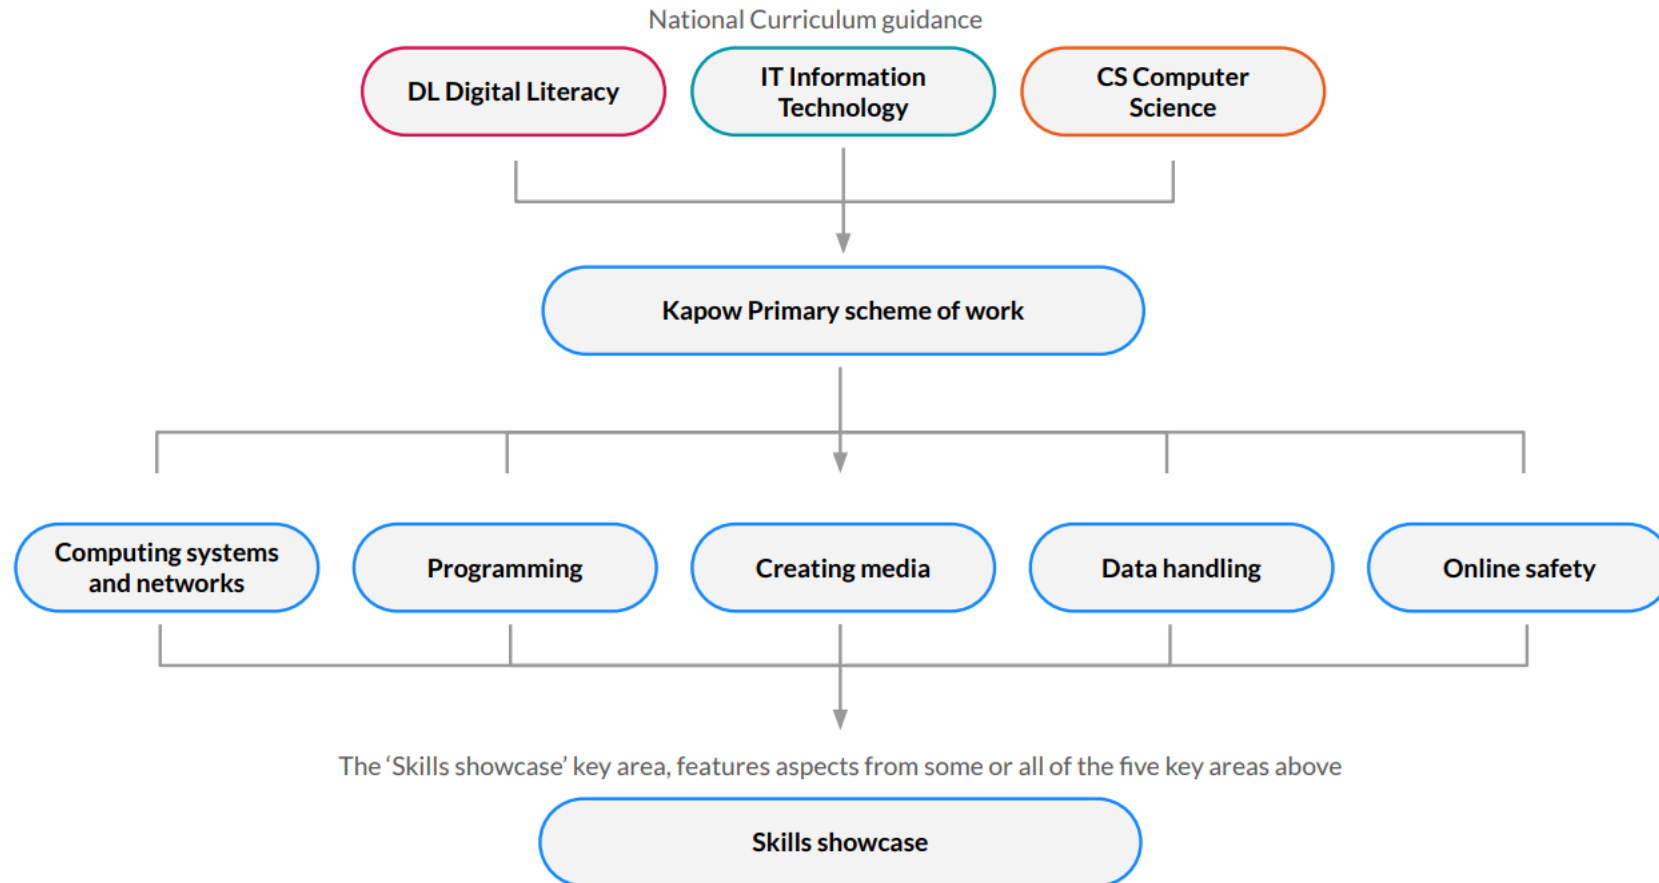 National Curriculum guidance
DL Digital Literacy
IT Information
Technology
CS Computer
Science
Kapow Primary scheme of work
Computing systems
and networks
Programming
Creating media
Data handling
Online safety
The ‘Skills showcase’ key area, features aspects from some or all of the five key areas above
Skills showcase